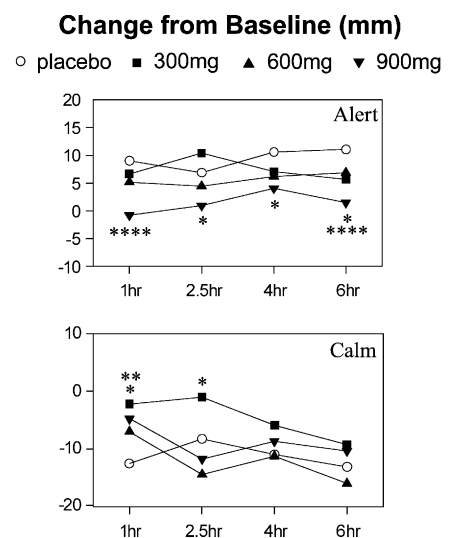 Change from Baseline (mm)
placebo 300mg 600mg 900mg
20
Alert
15
10
5
0
-5
-10
**** * * *
****
1hr 2.5hr 4hr 6hr
10
Calm
0
-10
-20
** *
*
1hr 2.5hr 4hr 6hr